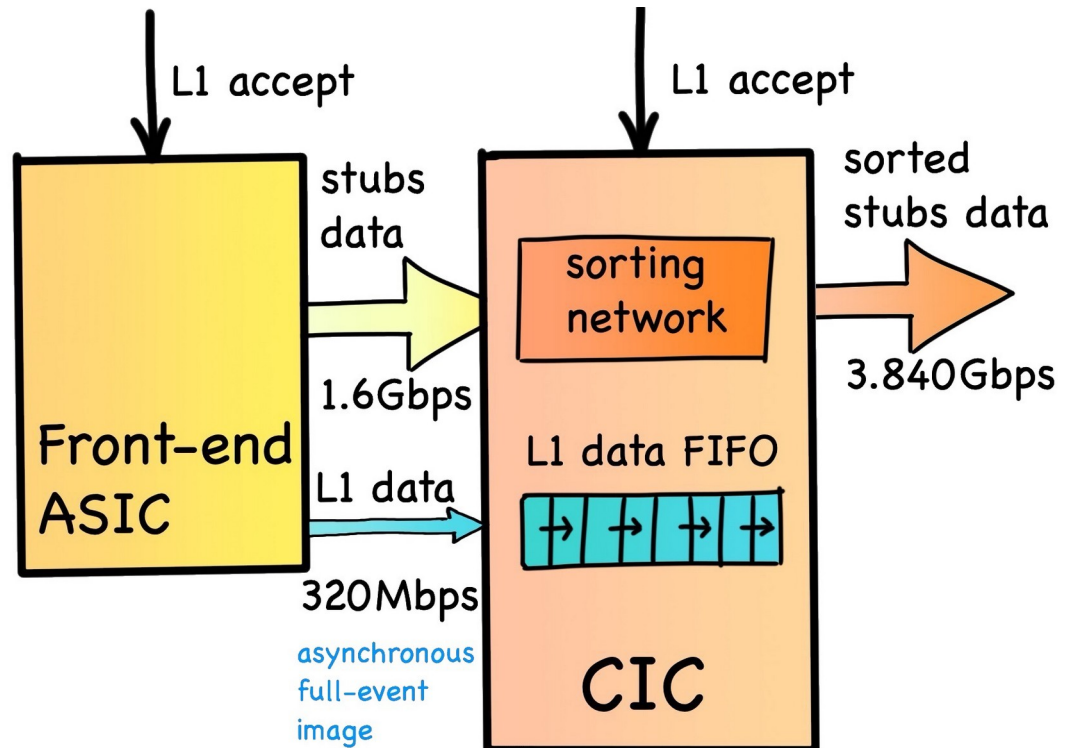 L1 accept
L1 accept
stubs
data
1.6Gbps
sorted
stubs data
3.840Gbps
sorting
network
Front-end
ASIC
L1 data
320Mbps
asynchronous
full-event
image
L1 data FIFO
CIC